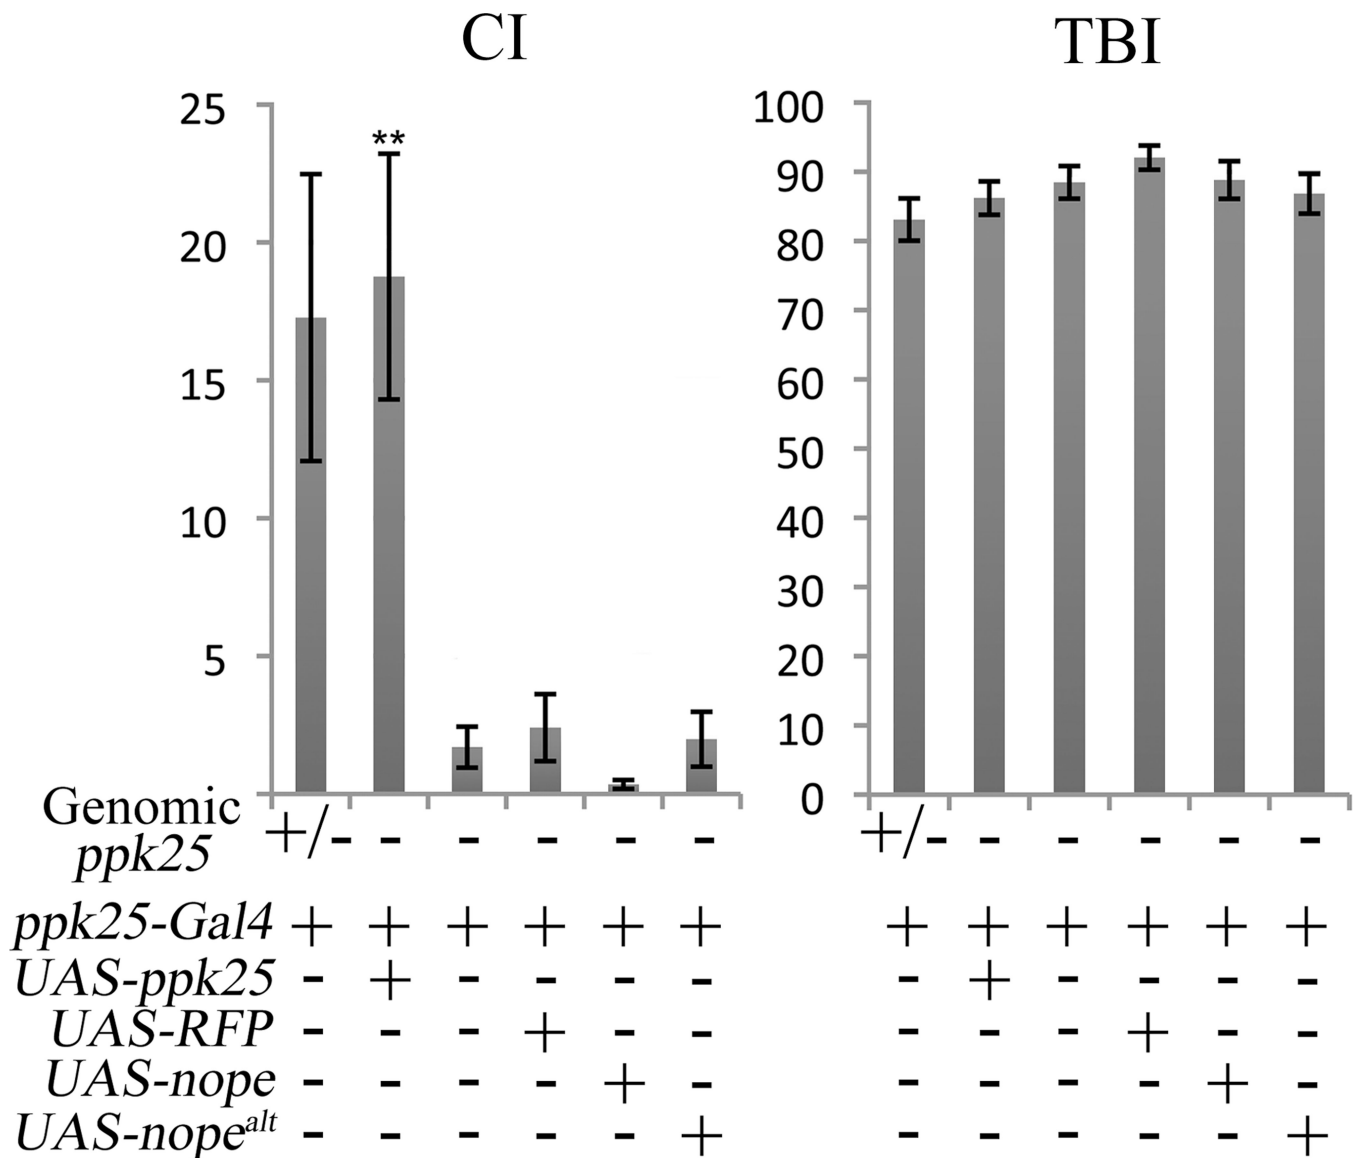 CI TBI
25 100
** 90
20 80
70
15 60
50
10 40
30
5 20
10
0
Genomic
ppk25 +/- - - - - - +/- - - - - -
ppk25-Gal4 + + + + + + + + + + + +
UAS-ppk25 - + - - - - - + - - - -
UAS-RFP - - - + - - - - - + - -
UAS-nope - - - - + - - - - - + -
UAS-nope^alt - - - - - + - - - - - +